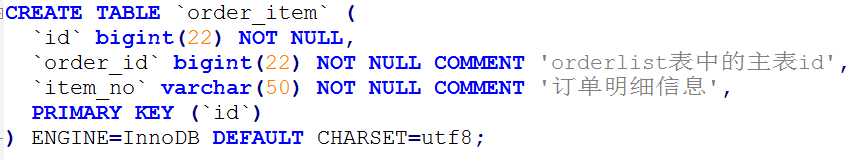 CREATE TABLE `order_item` (
`id` bigint(22) NOT NULL,
`order_id` bigint(22) NOT NULL COMMENT 'orderlist表中的主表id',
`item_no` varchar(50) NOT NULL COMMENT '订单明细信息',
PRIMARY KEY (`id`)
) ENGINE=InnoDB DEFAULT CHARSET=utf8;